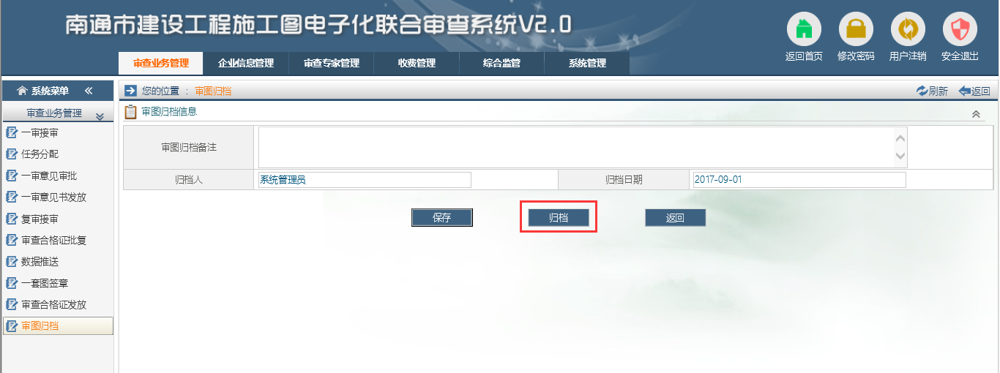 南通市建设工程施工图电子化联合审查系统V2.0
返回首页 修改密码 用户注销 安全退出
审查业务管理 企业信息管理 审查专家管理 收费管理 综合监管 系统管理
系统菜单
您的位置 : 审图归档
刷新 返回
审查业务管理
审图归档信息
一审接审
任务分配
一审意见审批
一审意见书发放
复审接审
审查合格证批复
数据推送
一套图签章
审查合格证发放
审图归档
审图归档备注
归档人 系统管理员 归档日期 2017-09-01
保存 归档 返回